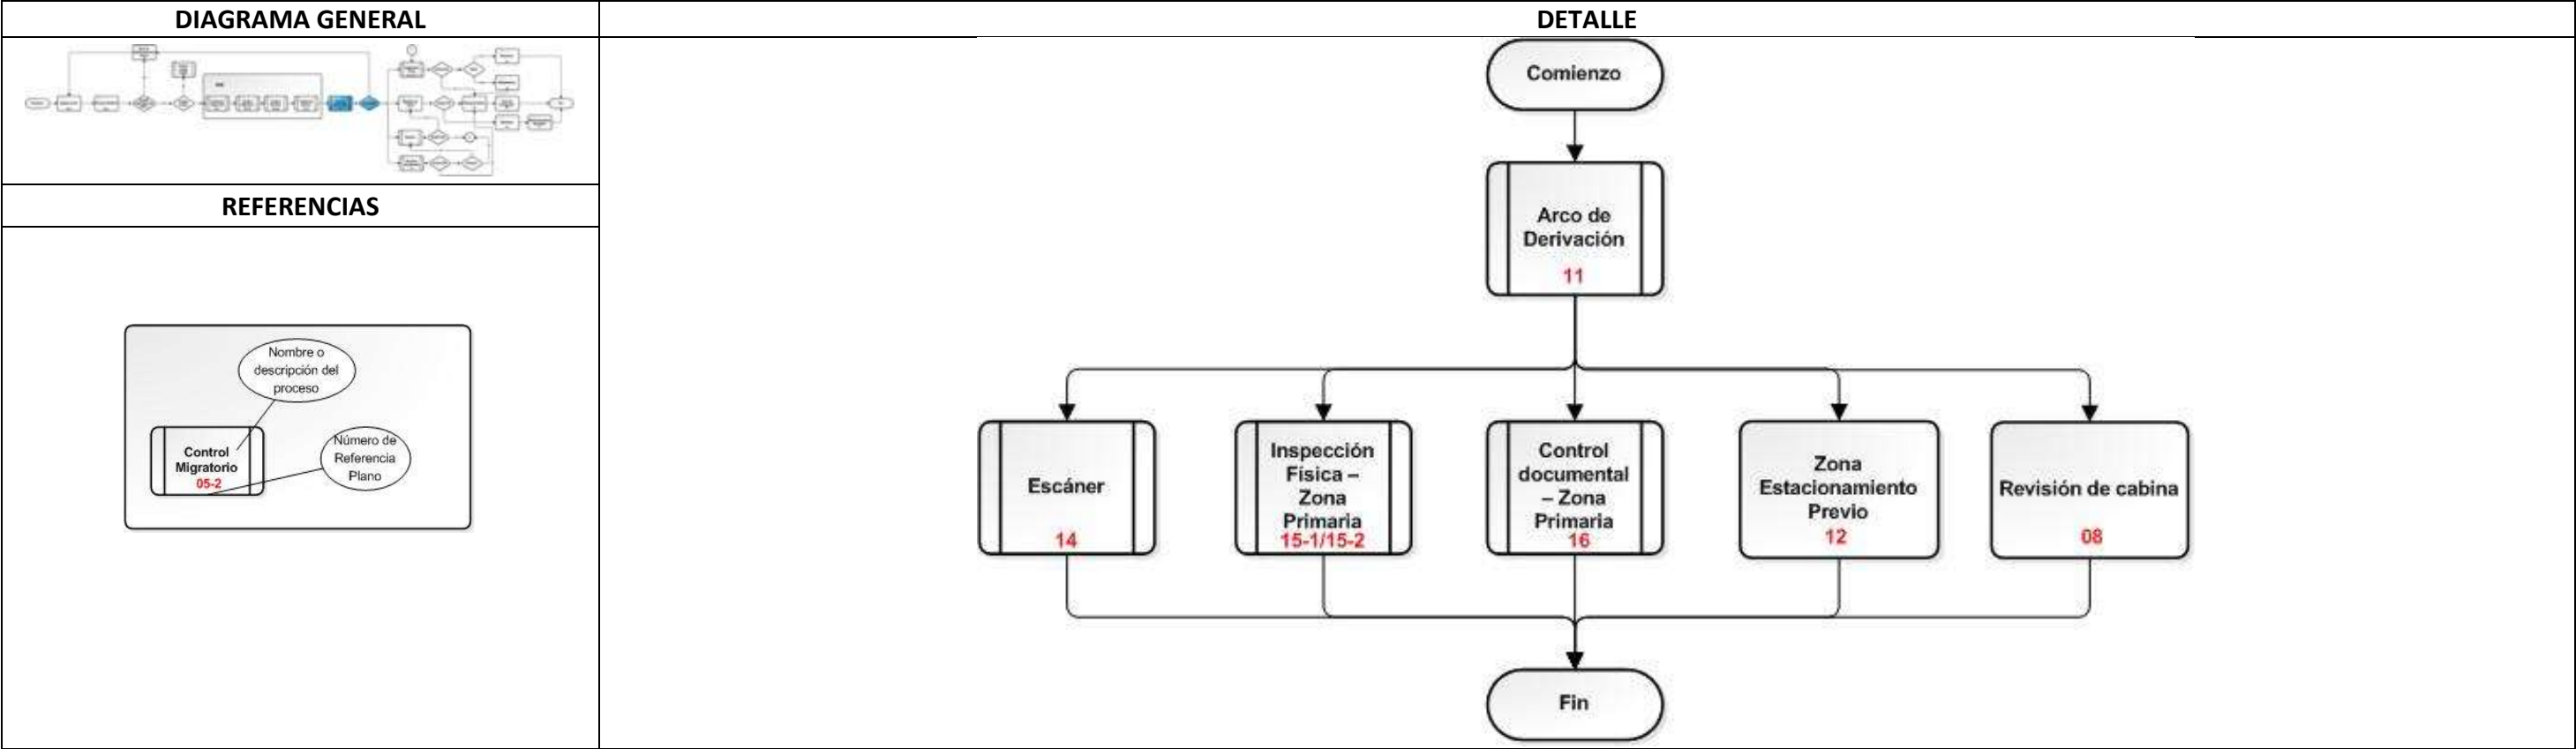 DIAGRAMA GENERAL
DETALLE
REFERENCIAS
Nombre o
descripción del
proceso
Control
Migratorio
05-2
Número de
Referencia
Plano
Comienzo
Arco de
Derivación
11
Escáner
14
Inspección
Física –
Zona
Primaria
15-1/15-2
Control
documental
– Zona
Primaria
16
Zona
Estacionamiento
Previo
12
Revisión de cabina
08
Fin